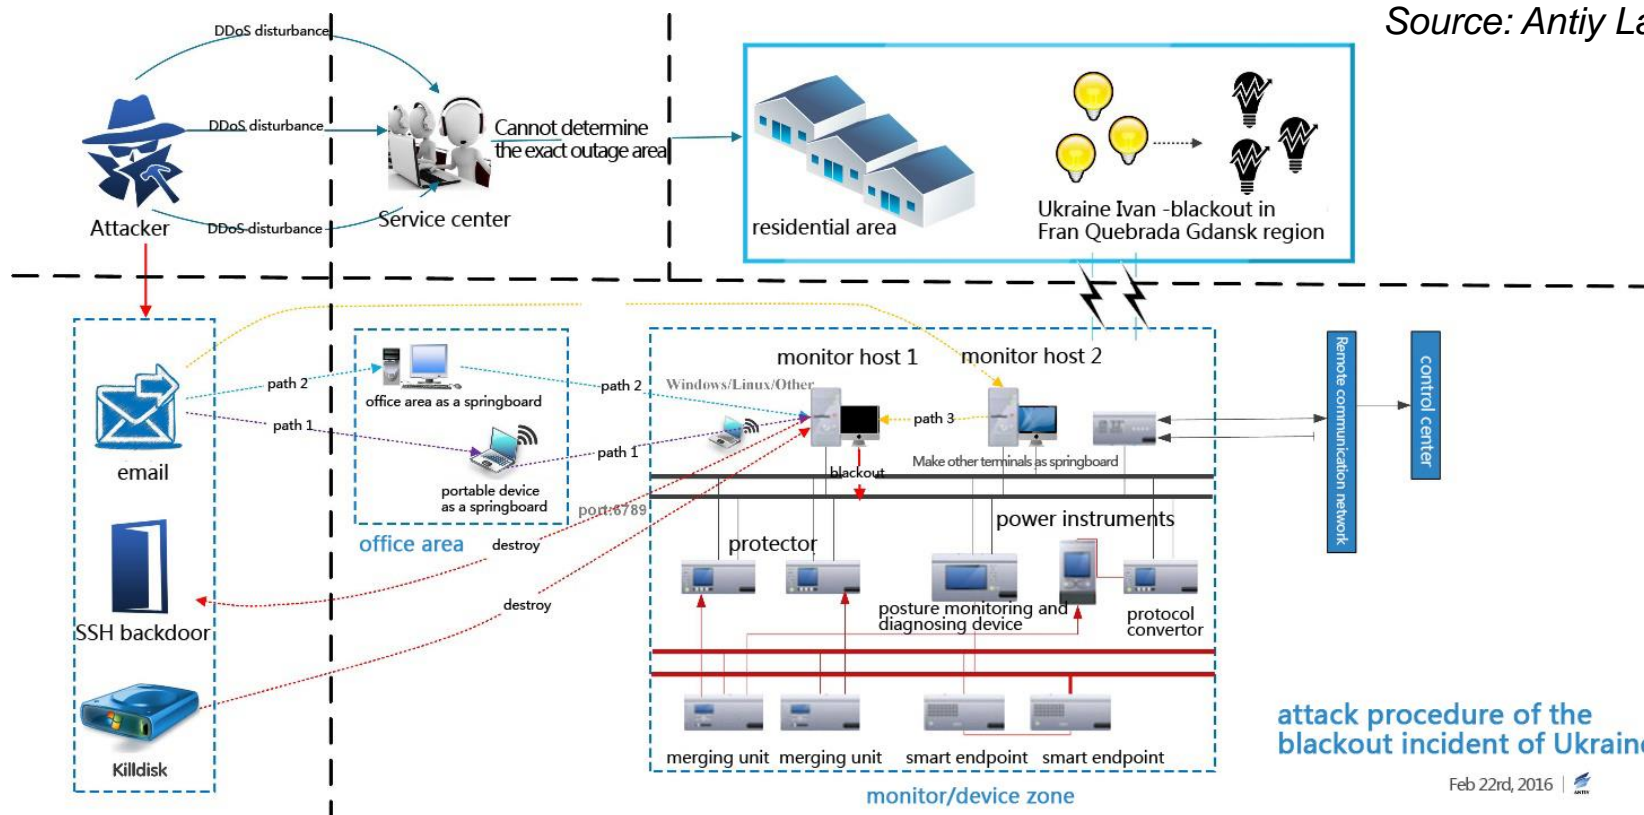 Source: Antiy La
DDoS disturbance
DDoS disturbance
DDoS disturbance
Attacker
Service center
Cannot determine
the exact outage area
residential area
Ukraine Ivan -blackout in
Fran Quebrada Gdansk region
email
SSH backdoor
Killdisk
path 2
path 1
office area as a springboard
portable device
as a springboard
office area
path 2
path 1
port:6789
destroy
destroy
monitor host 1
monitor host 2
Windows/Linux/Other
path 3
Make other terminals as springboard
blackout
protector
power instruments
posture monitoring and
diagnosing device
protocol
convertor
merging unit
merging unit
smart endpoint
smart endpoint
monitor/device zone
Remote communication network
control center
attack procedure of the
blackout incident of Ukraine
Feb 22rd, 2016
ANTIY